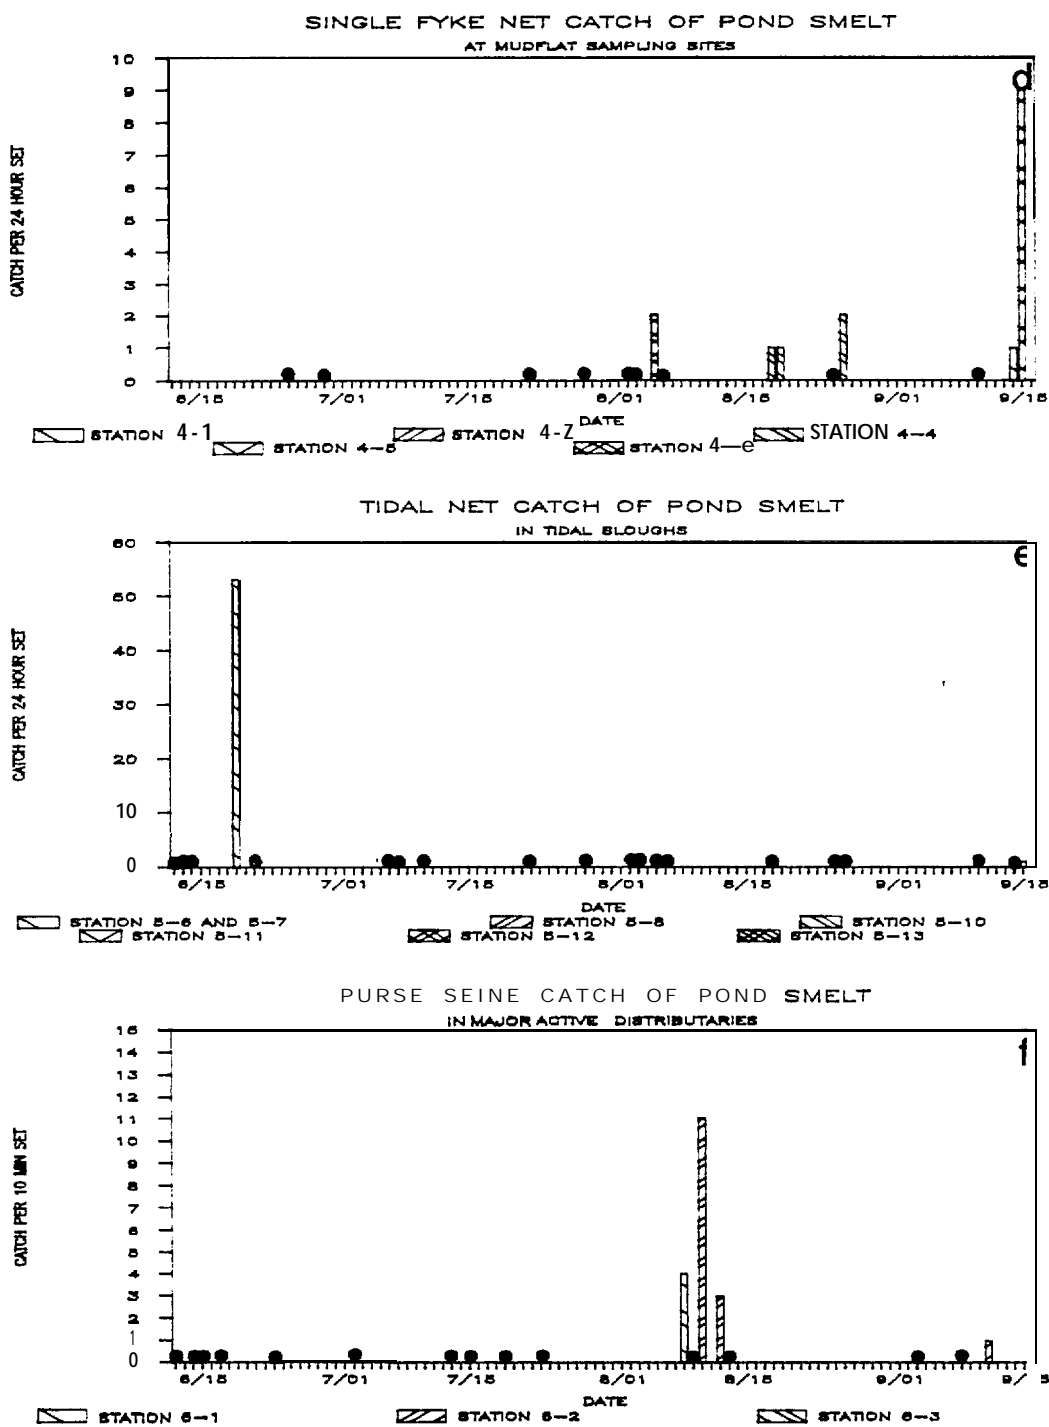 SINGLE FYKE NET CATCH OF POND SMELT
AT MUDFLAT SAMPLING SITES
d
CATCH PER 24 HOUR SET
10
9
8
7
6
5
4
3
2
1
0
6/15 7/01 7/15 8/01 8/15 9/01 9/15
DATE
STATION 4-1 STATION 4-Z STATION 4-4
STATION 4-5 STATION 4-e
TIDAL NET CATCH OF POND SMELT
IN TIDAL SLOUGHS
e
CATCH PER 24 HOUR SET
60
50
40
30
20
10
0
6/15 7/01 7/15 8/01 8/15 9/01 9/15
DATE
STATION 5-6 AND 5-7 STATION 5-8 STATION 5-10
STATION 5-11 STATION 5-12 STATION 5-13
PURSE SEINE CATCH OF POND SMELT
IN MAJOR ACTIVE DISTRIBUTARIES
f
CATCH PER 10 MIN SET
15
14
13
12
11
10
9
8
7
6
5
4
3
2
1
0
6/15 7/01 7/15 8/01 8/15 9/01 9/15
DATE
STATION 6-1 STATION 6-2 STATION 6-3